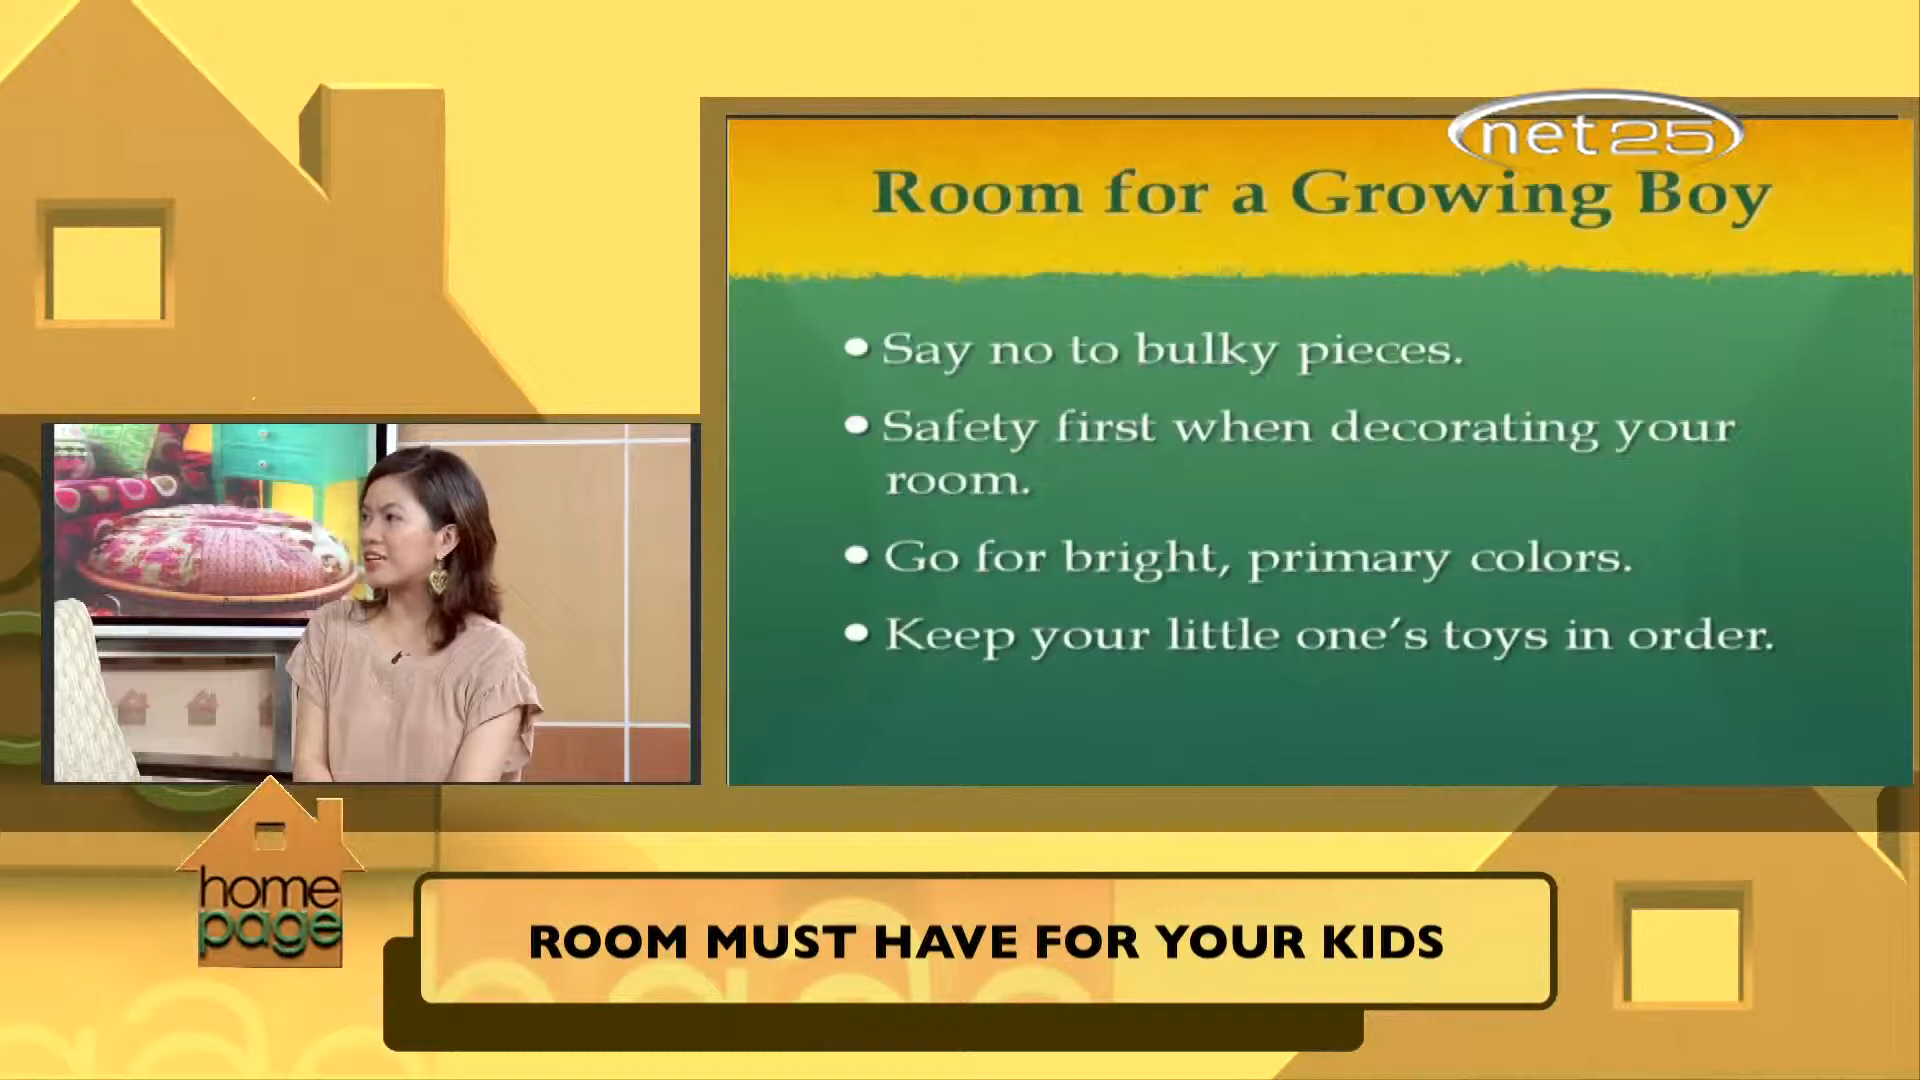 net25
Room for a Growing Boy
• Say no to bulky pieces.
• Safety first when decorating your
room.
• Go for bright, primary colors.
• Keep your little one’s toys in order.
home
page
ROOM MUST HAVE FOR YOUR KIDS